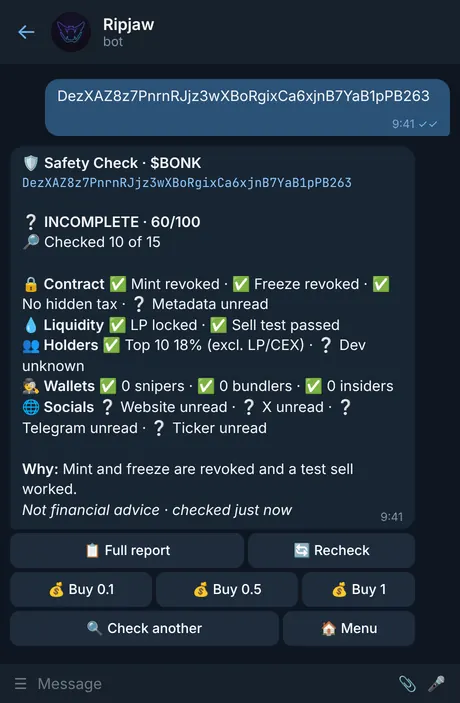 Ripjaw
bot
DezXAZ8z7PnrnRJjz3wXBoRgixCa6xjnB7YaB1pPB263
9:41 ✓✓
🛡️ Safety Check · $BONK
DezXAZ8z7PnrnRJjz3wXBoRgixCa6xjnB7YaB1pPB263
❓ INCOMPLETE · 60/100
🔎 Checked 10 of 15
🔒 Contract ✅ Mint revoked · ✅ Freeze revoked · ✅
No hidden tax · ❓ Metadata unread
💧 Liquidity ✅ LP locked · ✅ Sell test passed
👥 Holders ✅ Top 10 18% (excl. LP/CEX) · ❓ Dev
unknown
🕵️ Wallets ✅ 0 snipers · ✅ 0 bundlers · ✅ 0 insiders
🌐 Socials ❓ Website unread · ❓ X unread · ❓
Telegram unread · ❓ Ticker unread
Why: Mint and freeze are revoked and a test sell
worked.
Not financial advice · checked just now
9:41
📋 Full report
🔄 Recheck
💰 Buy 0.1
💰 Buy 0.5
💰 Buy 1
🔍 Check another
🏠 Menu
Message